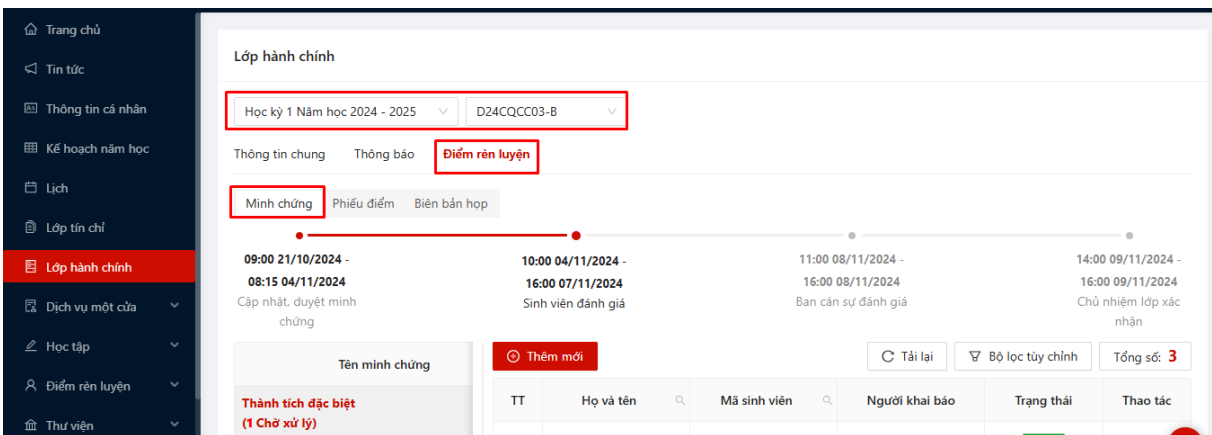 Trang chủ
Tin tức
Thông tin cá nhân
Kế hoạch năm học
Lịch
Lớp tín chỉ
Lớp hành chính
Dịch vụ một cửa
Học tập
Điểm rèn luyện
Thư viện
Lớp hành chính
Học kỳ 1 Năm học 2024 - 2025
D24CQCC03-B
Thông tin chung Thông báo Điểm rèn luyện
Minh chứng Phiếu điểm Biên bản họp
09:00 21/10/2024 -
08:15 04/11/2024
Cập nhật, duyệt minh
chứng
10:00 04/11/2024 -
16:00 07/11/2024
Sinh viên đánh giá
11:00 08/11/2024 -
16:00 08/11/2024
Ban cán sự đánh giá
14:00 09/11/2024 -
16:00 09/11/2024
Chủ nhiệm lớp xác
nhận
Tên minh chứng
Thành tích đặc biệt
(1 Chờ xử lý)
Thêm mới
Tải lại
Bộ lọc tùy chỉnh
Tổng số: 3
TT Họ và tên Mã sinh viên Người khai báo Trạng thái Thao tác